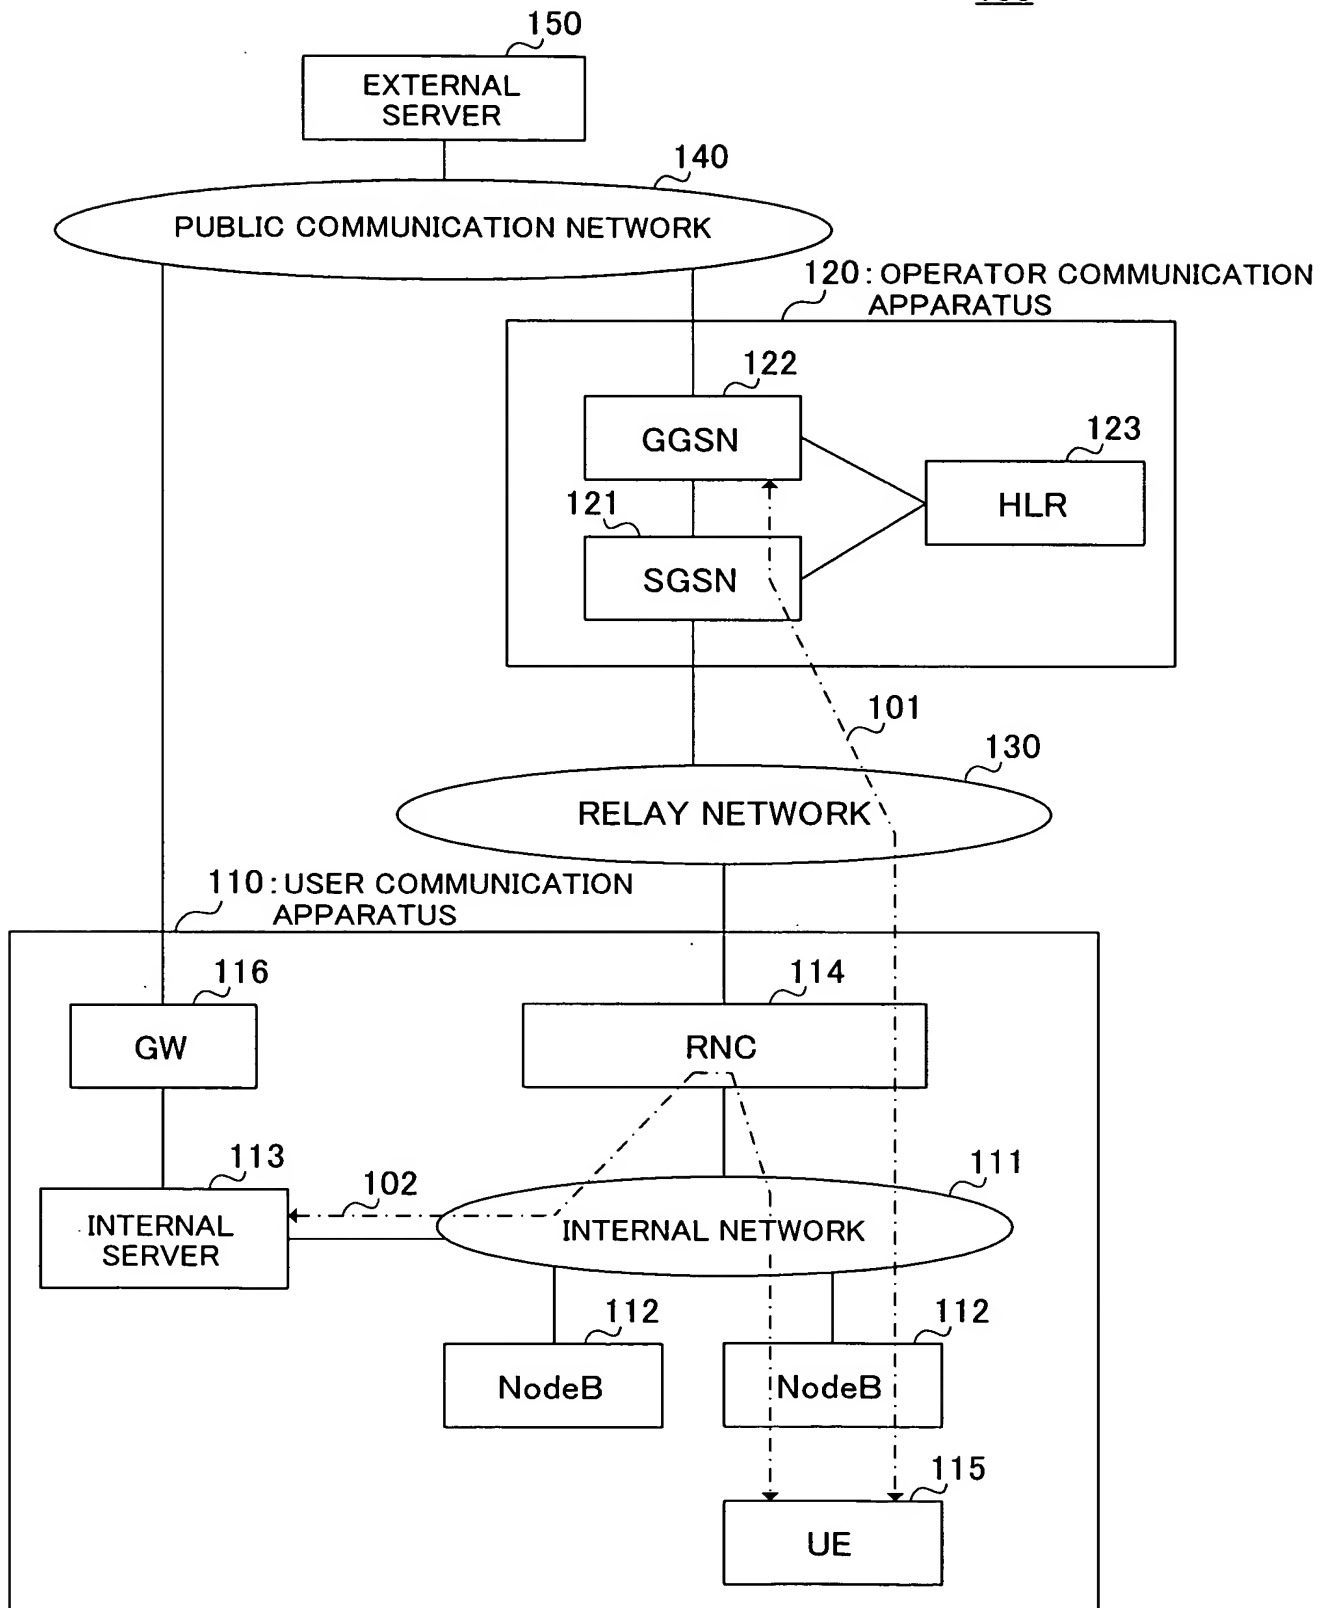 150
EXTERNAL
SERVER
140
PUBLIC COMMUNICATION NETWORK
120: OPERATOR COMMUNICATION
APPARATUS
122
GGSN
123
HLR
121
SGSN
101
130
RELAY NETWORK
110: USER COMMUNICATION
APPARATUS
116
GW
114
RNC
113
INTERNAL
SERVER
102
111
INTERNAL NETWORK
112
NodeB
112
NodeB
115
UE